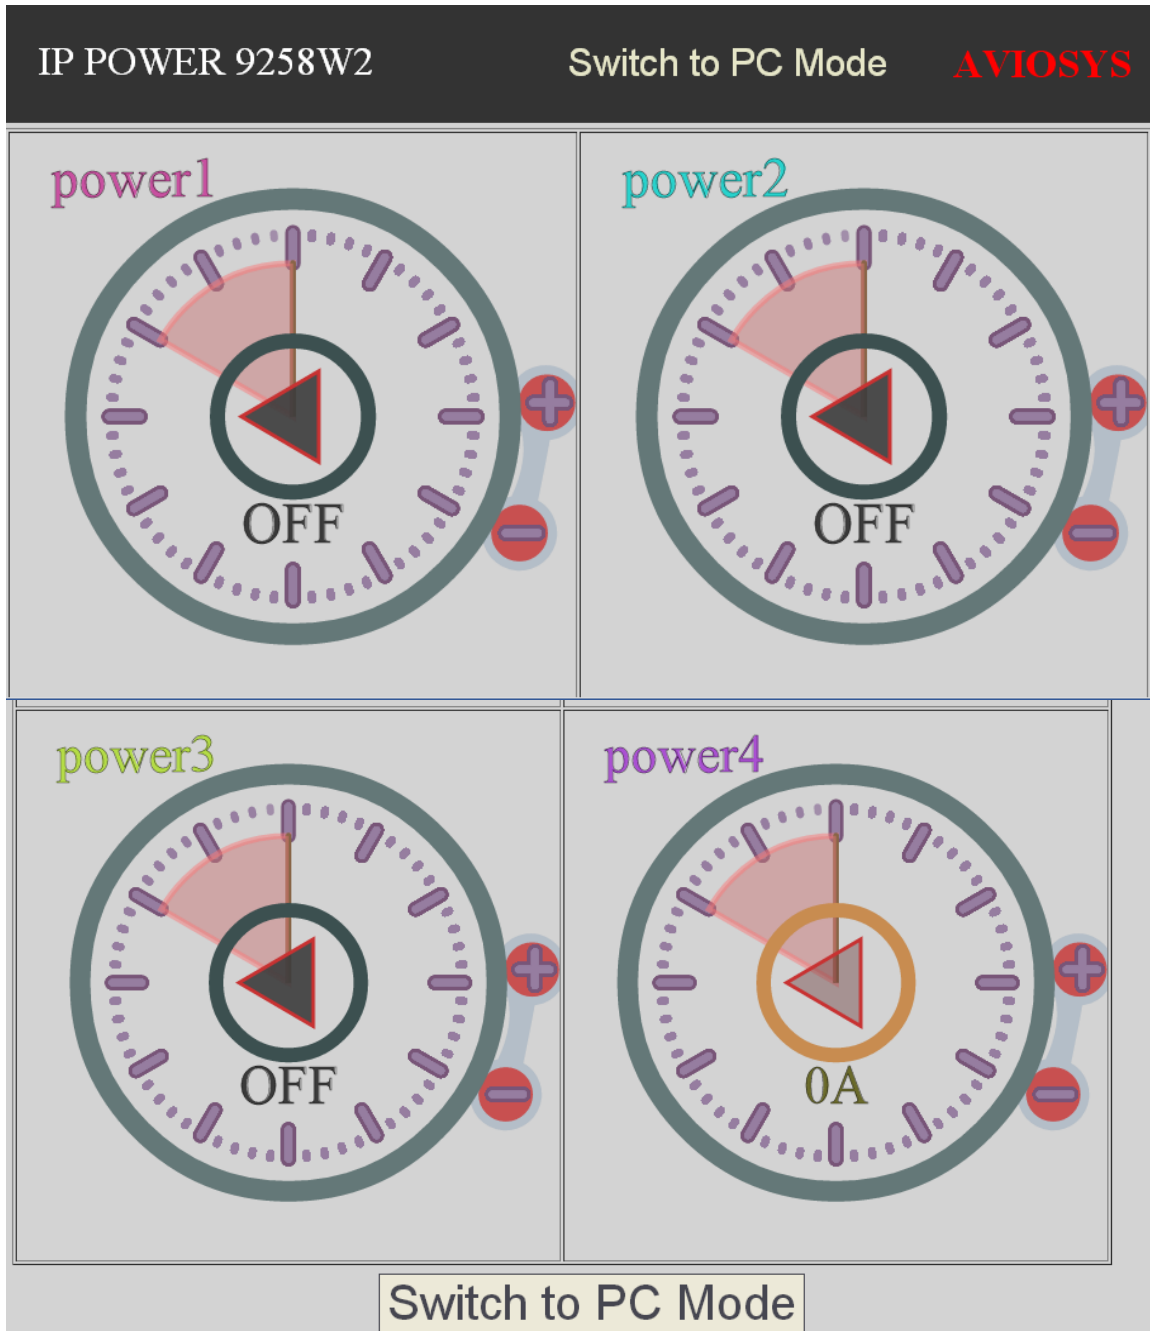 IP POWER 9258W2 Switch to PC Mode AVIOSYS
power1 power2
OFF OFF
power3 power4
OFF 0A
Switch to PC Mode